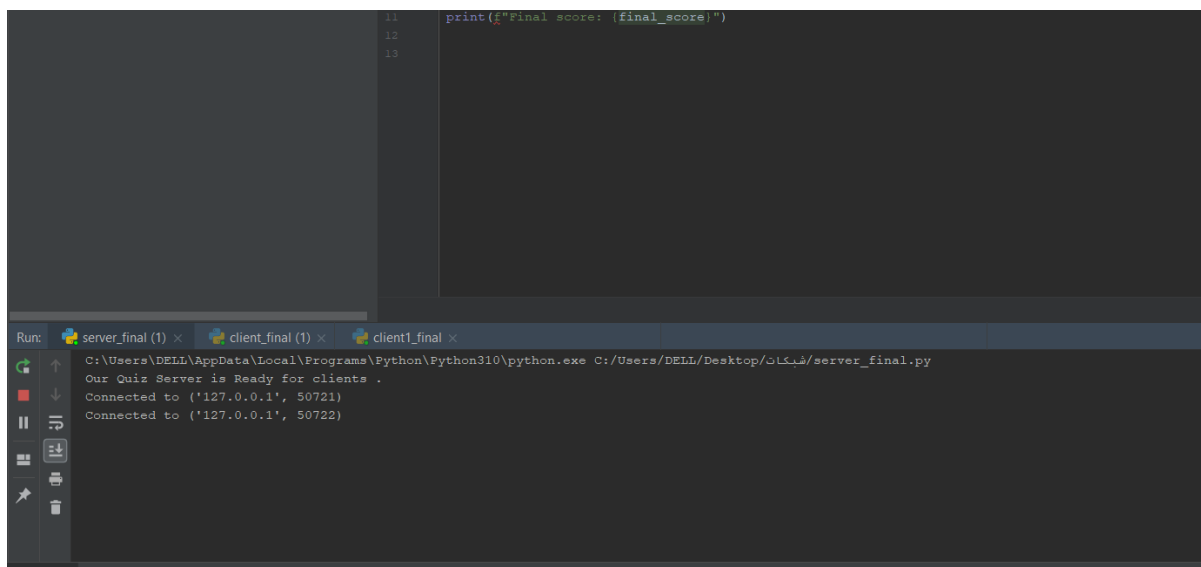 11 print(f"Final score: {final_score}")
12
13
Run: server_final (1) × client_final (1) × client1_final ×
C:\Users\DELL\AppData\Local\Programs\Python\Python310\python.exe C:/Users/DELL/Desktop/شبكات/server_final.py
Our Quiz Server is Ready for clients .
Connected to ('127.0.0.1', 50721)
Connected to ('127.0.0.1', 50722)